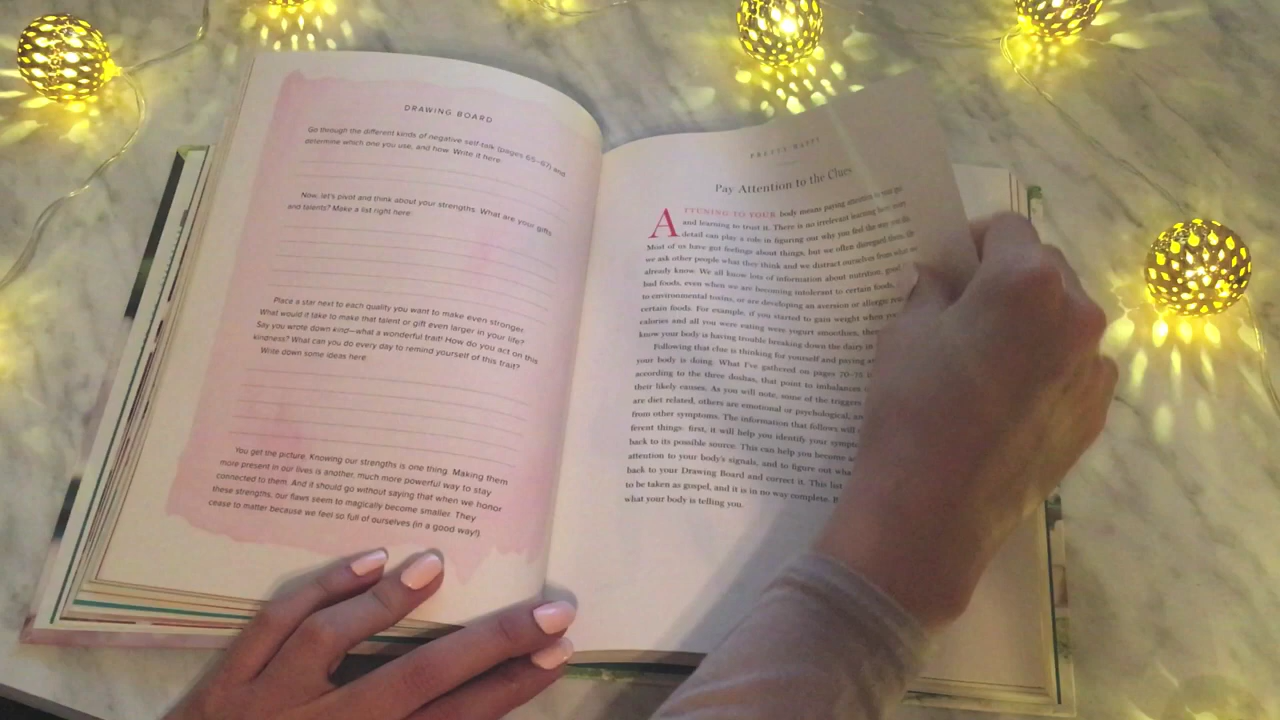 DRAWING BOARD
Go through the different kinds of negative self-talk (pages 65–67) and
determine which one you use, and how. Write it here:
Now, let's pivot and think about your strengths. What are your gifts
and talents? Make a list right here:
Place a star next to each quality you want to make even stronger.
What would it take to make that talent or gift even larger in your life?
Say you wrote down kind—what a wonderful trait! How do you act on this
kindness? What can you do every day to remind yourself of this trait?
Write down some ideas here:
You get the picture. Knowing our strengths is one thing. Making them
more present in our lives is another, much more powerful way to stay
connected to them. And it should go without saying that when we honor
these strengths, our flaws seem to magically become smaller. They
cease to matter because we feel so full of ourselves (in a good way!).
PRETTY HAPPY
Pay Attention to the Clues
ATTUNING TO YOUR body means paying attention to your gut
and learning to trust it. There is no irrelevant learning here; every
detail can play a role in figuring out why you feel the way you do.
Most of us have gut feelings about things, but we often disregard them, or
we ask other people what they think and we distract ourselves from what we
already know. We all know lots of information about nutrition, good
bad foods, even when we are becoming intolerant to certain foods,
to environmental toxins, or are developing an aversion or allergic
certain foods. For example, if you started to gain weight when
calories and all you were eating were yogurt smoothies, then
know your body is having trouble breaking down the dairy in
Following that clue is thinking for yourself and paying
your body is doing. What I've gathered on pages 70–75
according to the three doshas, that point to imbalances
their likely causes. As you will note, some of the triggers
are diet related, others are emotional or psychological,
from other symptoms. The information that follows will
ferent things: first, it will help you identify your
back to its possible source. This can help you become
attention to your body's signals, and to figure out
back to your Drawing Board and correct it. This list
to be taken as gospel, and it is in no way complete.
what your body is telling you.